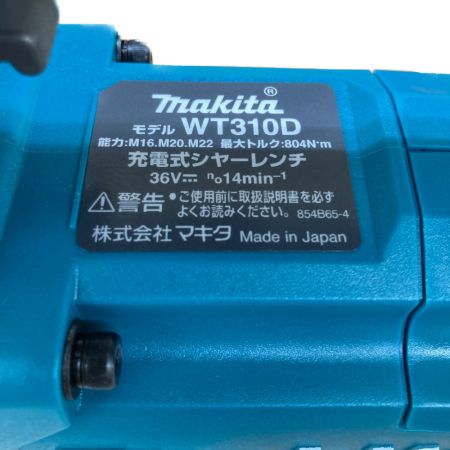 makita®
モデル WT310D
能力:M16.M20.M22 最大トルク:804N·m
充電式シャーレンチ
36V⎓ n₀14min⁻¹
⚠警告 ●ご使用前に取扱説明書を必ず
よくお読みください。 854B65-4
株式会社マキタ Made in Japan